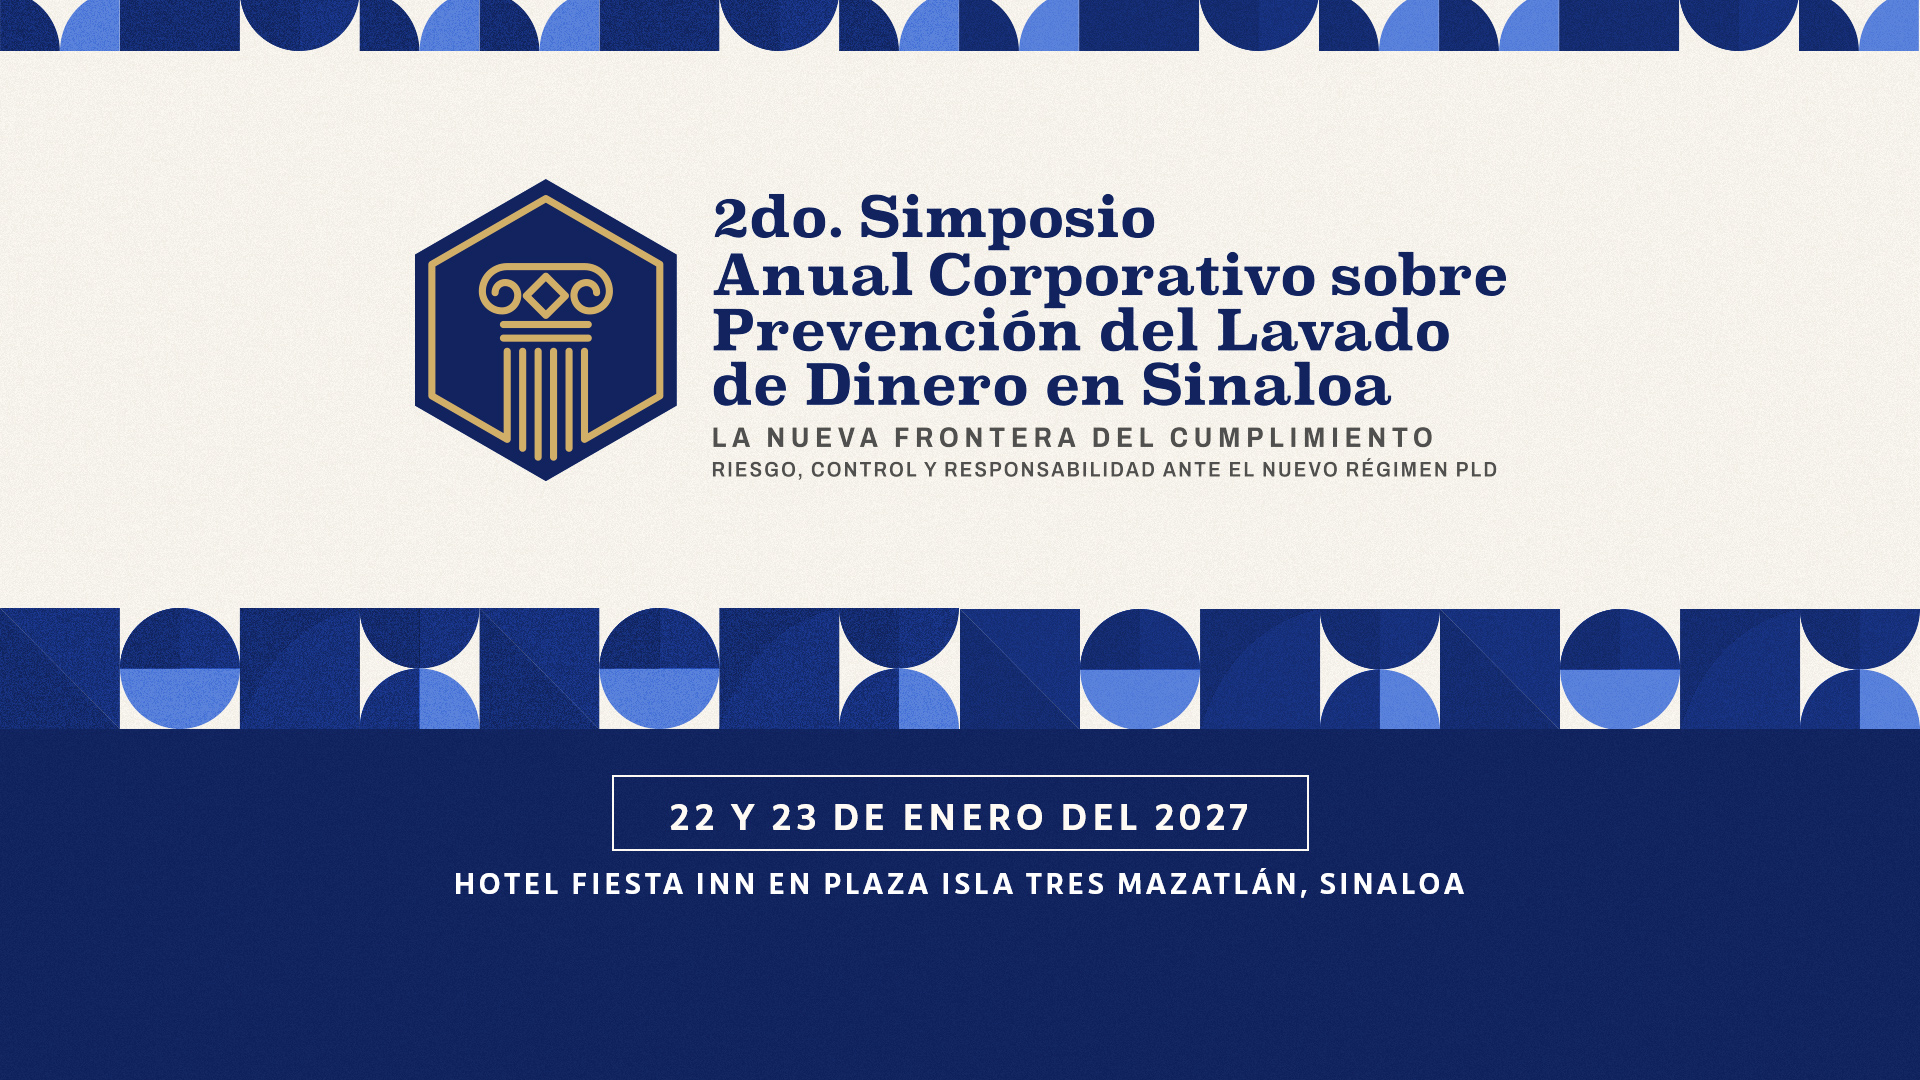 2do. Simposio
Anual Corporativo sobre
Prevención del Lavado
de Dinero en Sinaloa
LA NUEVA FRONTERA DEL CUMPLIMIENTO
RIESGO, CONTROL Y RESPONSABILIDAD ANTE EL NUEVO RÉGIMEN PLD
22 Y 23 DE ENERO DEL 2027
HOTEL FIESTA INN EN PLAZA ISLA TRES MAZATLÁN, SINALOA